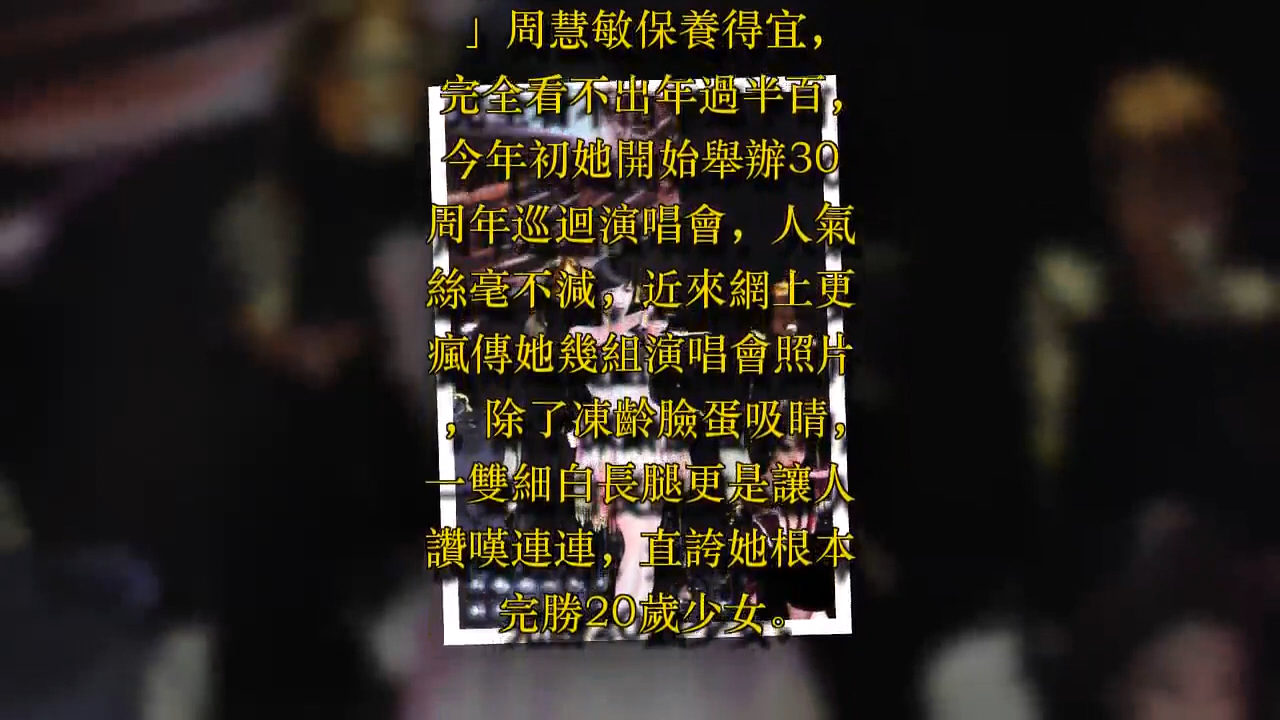 」周慧敏保養得宜，
完全看不出年過半百，
今年初她開始舉辦30
周年巡迴演唱會，人氣
絲毫不減，近來網上更
瘋傳她幾組演唱會照片
，除了凍齡臉蛋吸睛，
一雙細白長腿更是讓人
讚嘆連連，直誇她根本
完勝20歲少女。